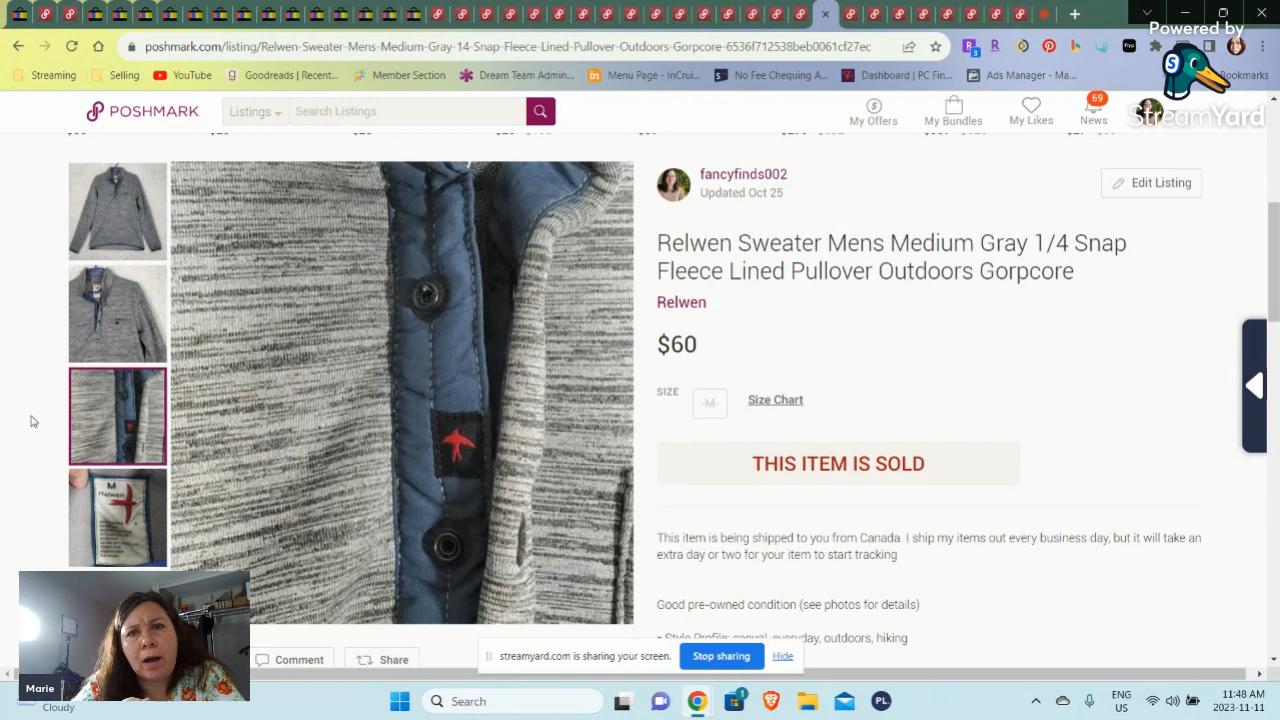 Powered by
StreamYard
poshmark.com/listing/Relwen-Sweater-Mens-Medium-Gray-14-Snap-Fleece-Lined-Pullover-Outdoors-Gorpcore-6536f712538beb0061cf27ec
Streaming
Selling
YouTube
Goodreads | Recent...
Member Section
Dream Team Admin...
Menu Page - InCrui...
No Fee Chequing A...
Dashboard | PC Fin...
Ads Manager - Ma...
Bookmarks
POSHMARK
Listings
Search Listings
My Offers
My Bundles
My Likes
69
News
fancyfinds002
Updated Oct 25
Edit Listing
Relwen Sweater Mens Medium Gray 1/4 Snap
Fleece Lined Pullover Outdoors Gorpcore
Relwen
$60
SIZE
M
Size Chart
THIS ITEM IS SOLD
This item is being shipped to you from Canada. I ship my items out every business day, but it will take an
extra day or two for your item to start tracking
Good pre-owned condition (see photos for details)
• Style Profile: casual, everyday, outdoors, hiking
M
Relwen
Comment
Share
streamyard.com is sharing your screen.
Stop sharing
Hide
Marie
Cloudy
Search
ENG
US
11:48 AM
2023-11-11